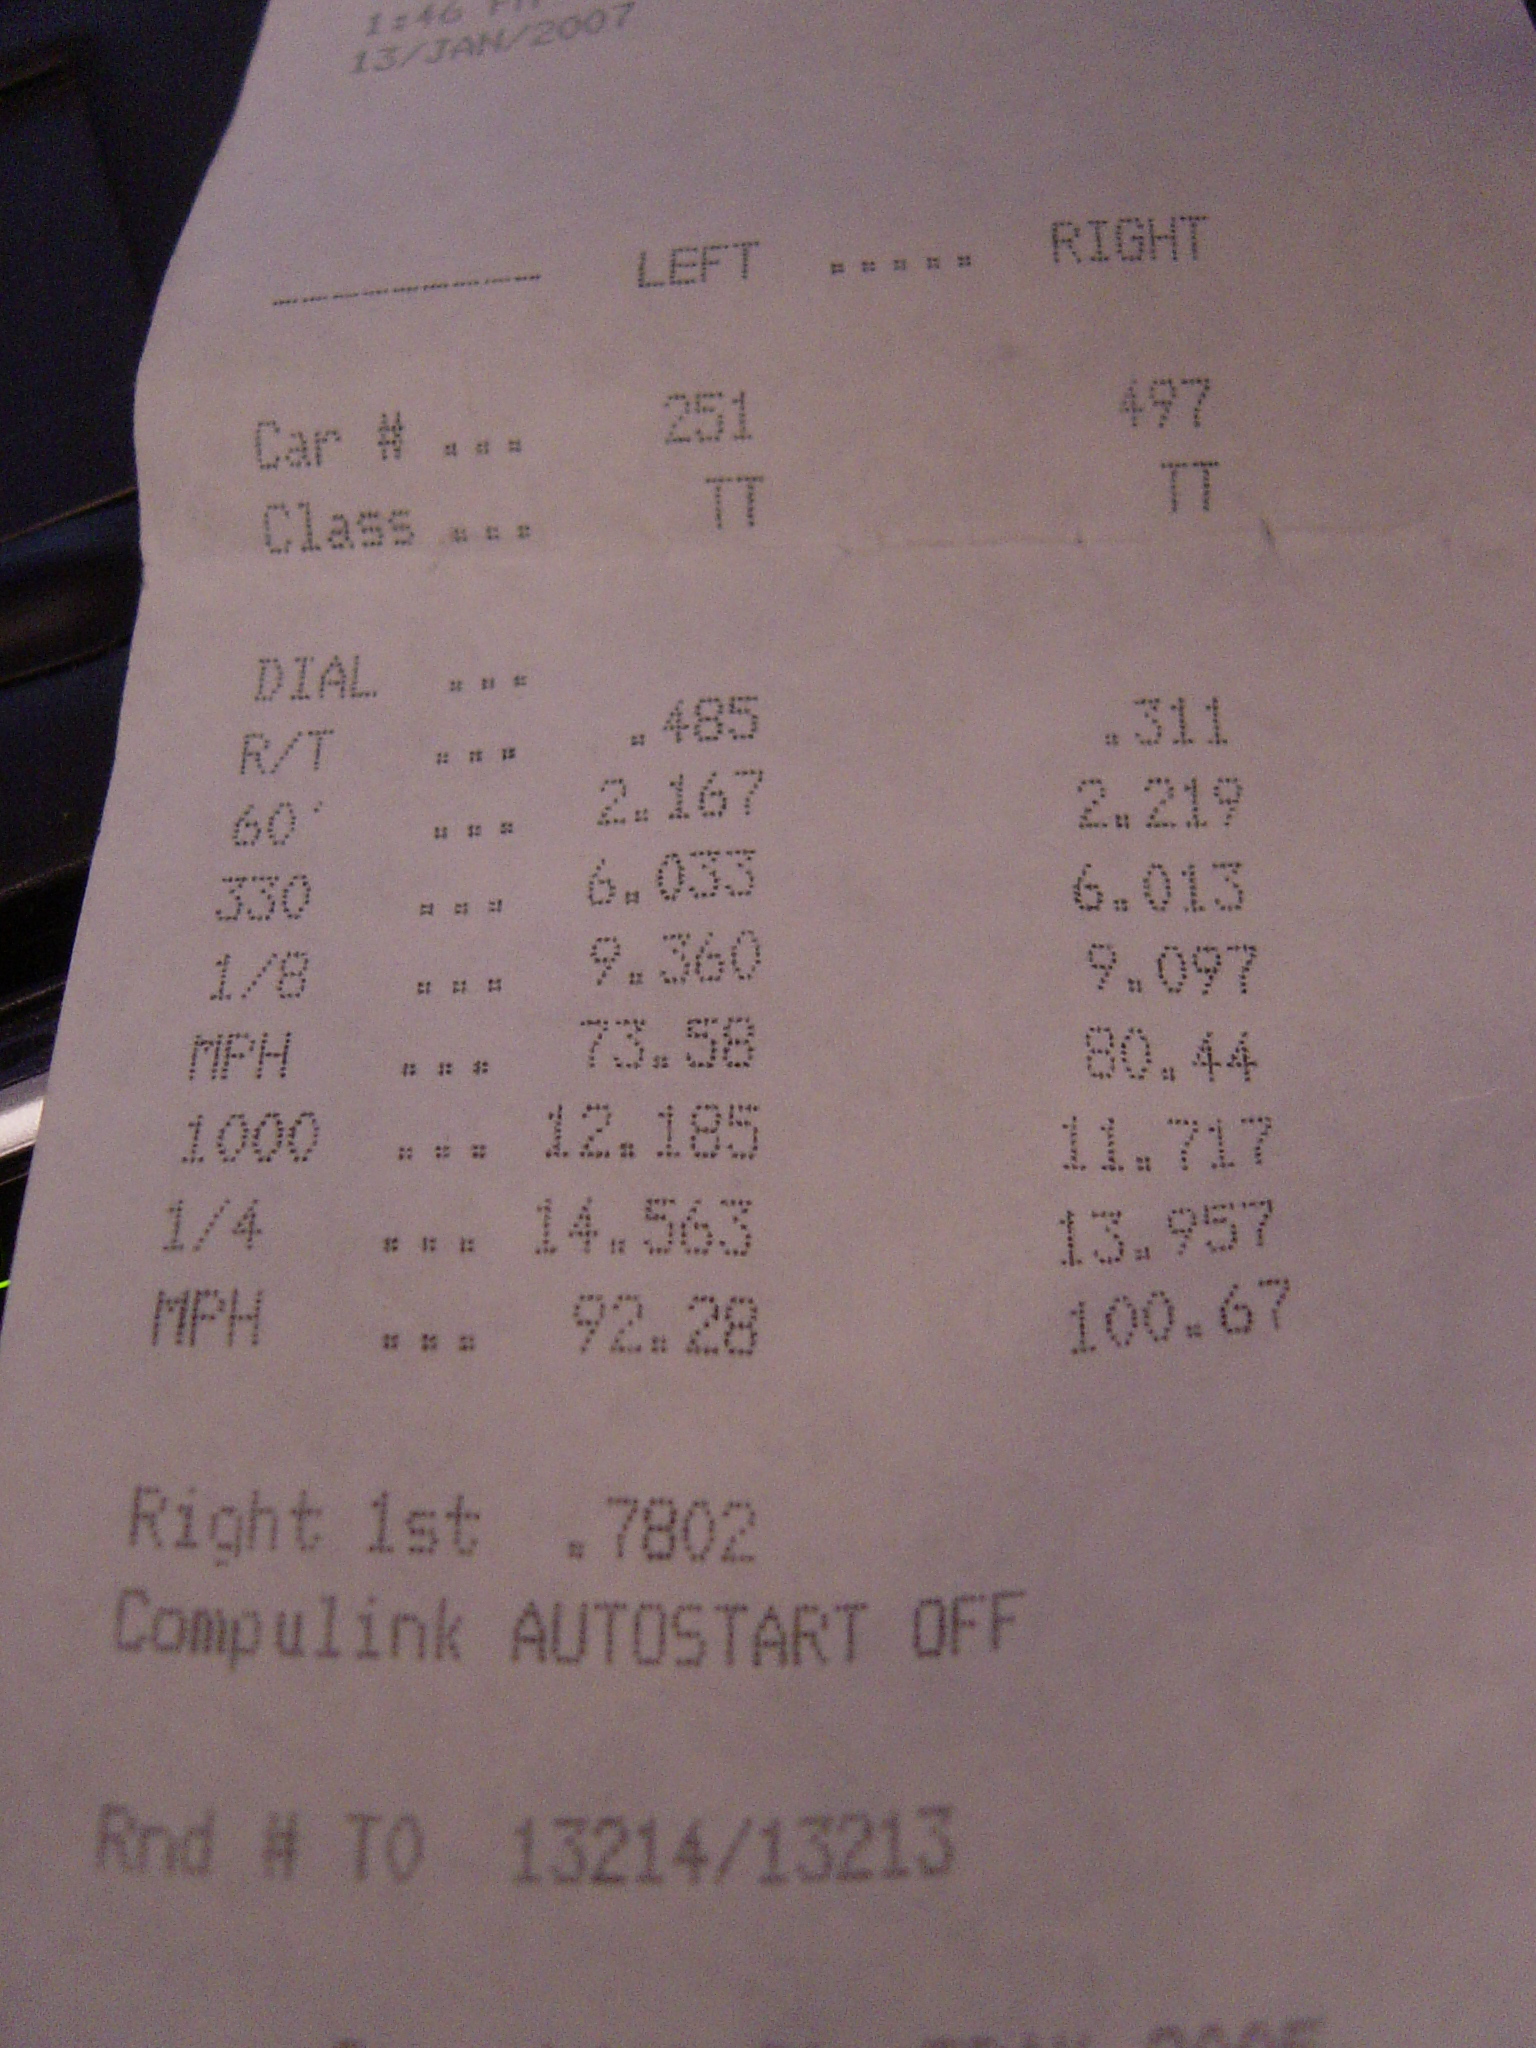 1:46 PM
13/JAN/2007
--------- LEFT ..... RIGHT
Car # ... 251 497
Class ... TT TT
DIAL ...
R/T ... .485 .311
60' ... 2.167 2.219
330 ... 6.033 6.013
1/8 ... 9.360 9.097
MPH ... 73.58 80.44
1000 ... 12.185 11.717
1/4 ... 14.563 13.957
MPH ... 92.28 100.67
Right 1st .7802
Compulink AUTOSTART OFF
Rnd # TO 13214/13213